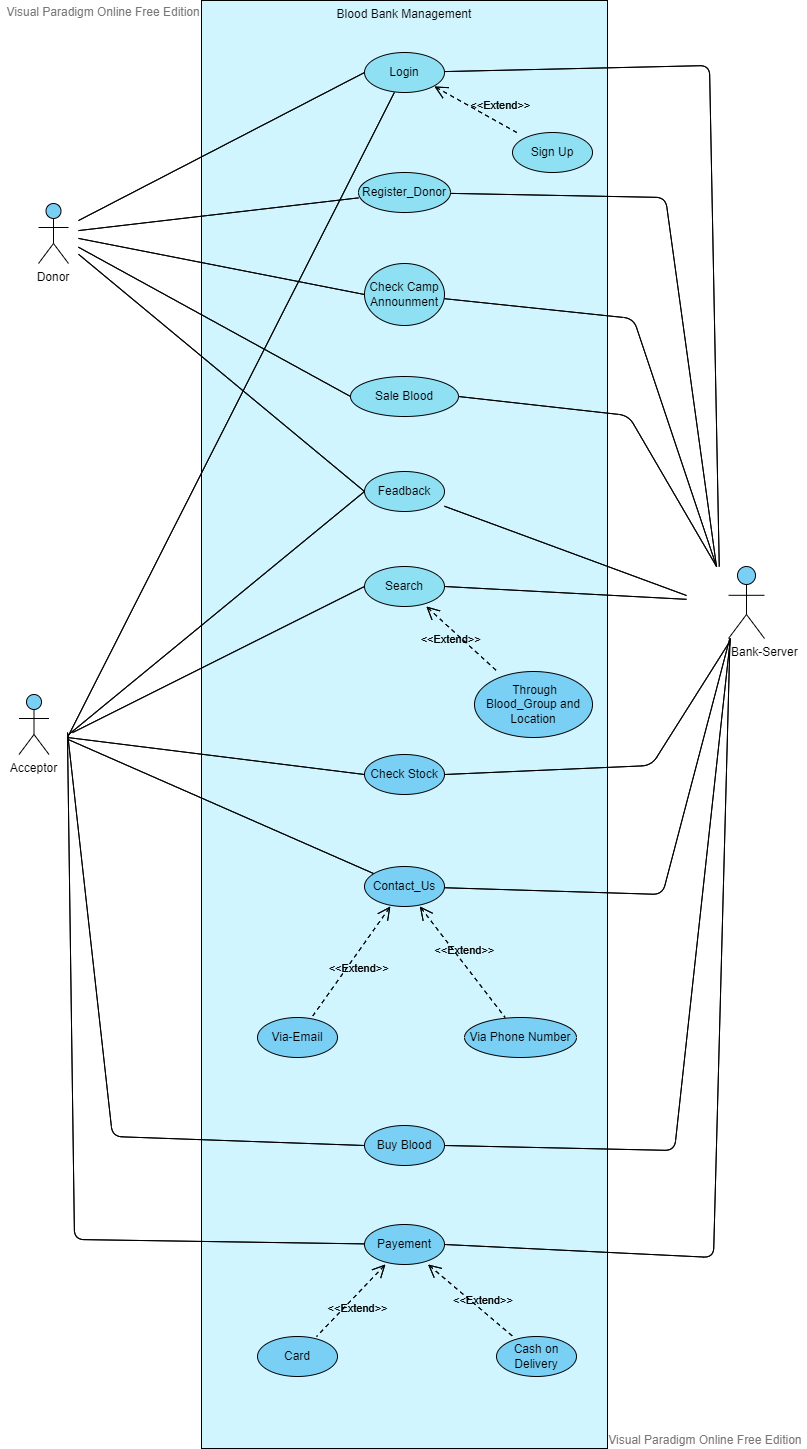 Visual Paradigm Online Free Edition
Blood Bank Management
Login
<<Extend>>
Sign Up
Register_Donor
Donor
Check Camp
Announment
Sale Blood
Feadback
Search
<<Extend>>
Bank-Server
Through
Blood_Group and
Location
Acceptor
Check Stock
Contact_Us
<<Extend>>
<<Extend>>
Via-Email
Via Phone Number
Buy Blood
Payement
<<Extend>>
<<Extend>>
Card
Cash on
Delivery
Visual Paradigm Online Free Edition